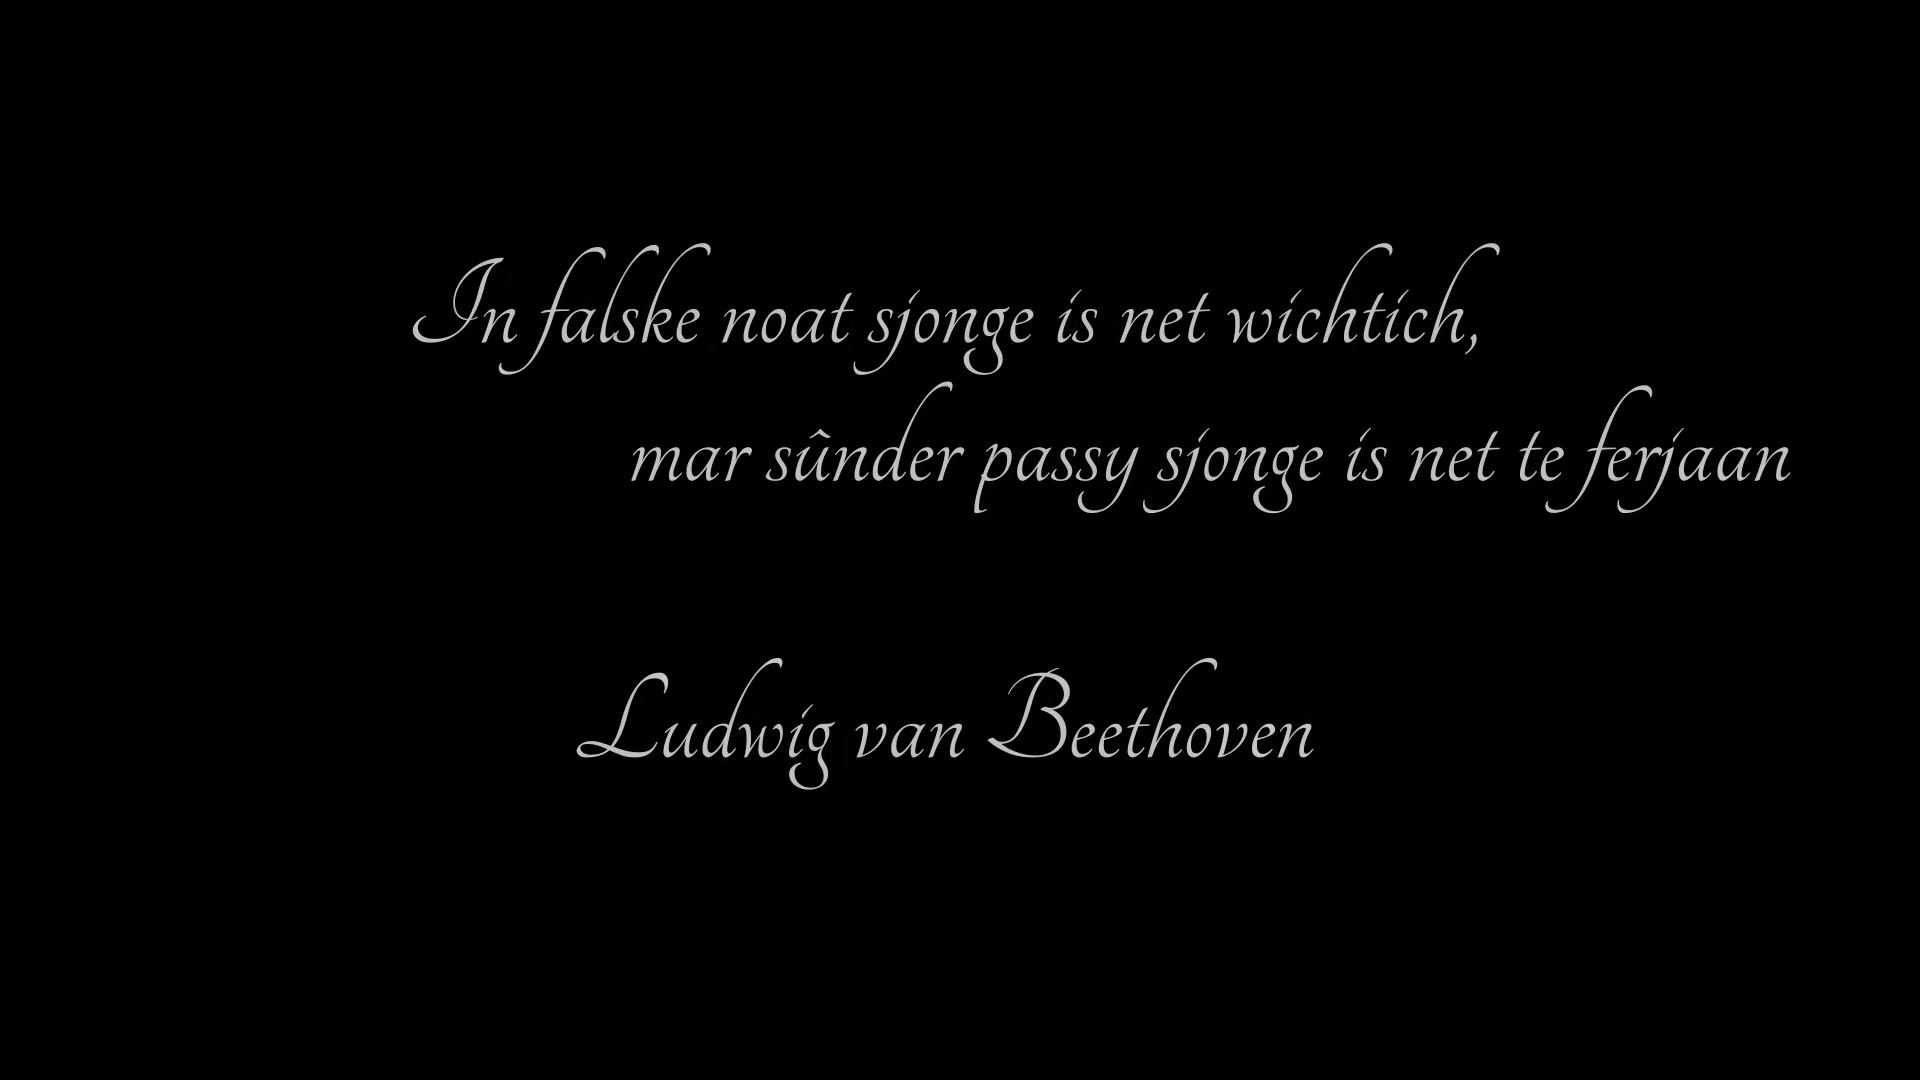 In falske noat sjonge is net wichtich,
mar sûnder passy sjonge is net te ferjaan
Ludwig van Beethoven